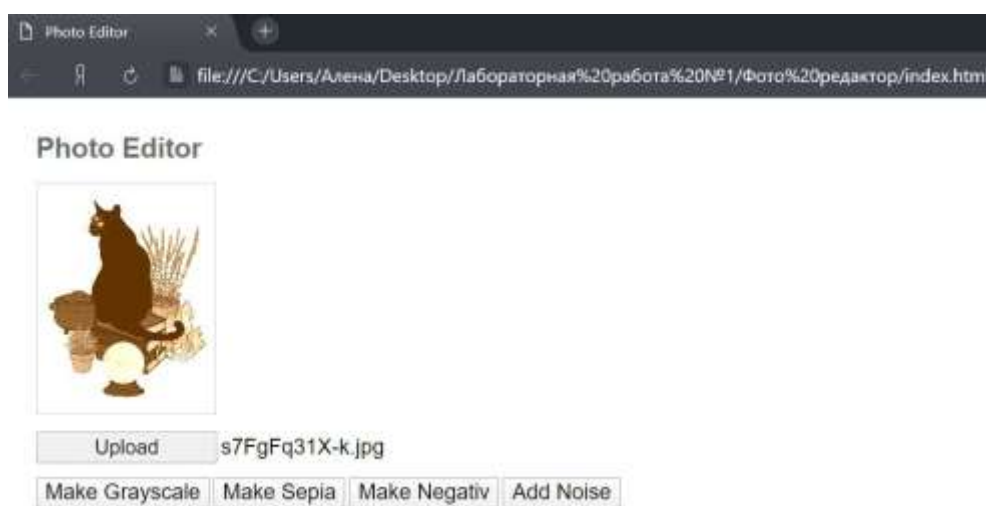 Photo Editor
Я file:///C:/Users/Алена/Desktop/Лабораторная%20работа%20№1/Фото%20редактор/index.htm
Photo Editor
Upload s7FgFq31X-k.jpg
Make Grayscale Make Sepia Make Negativ Add Noise